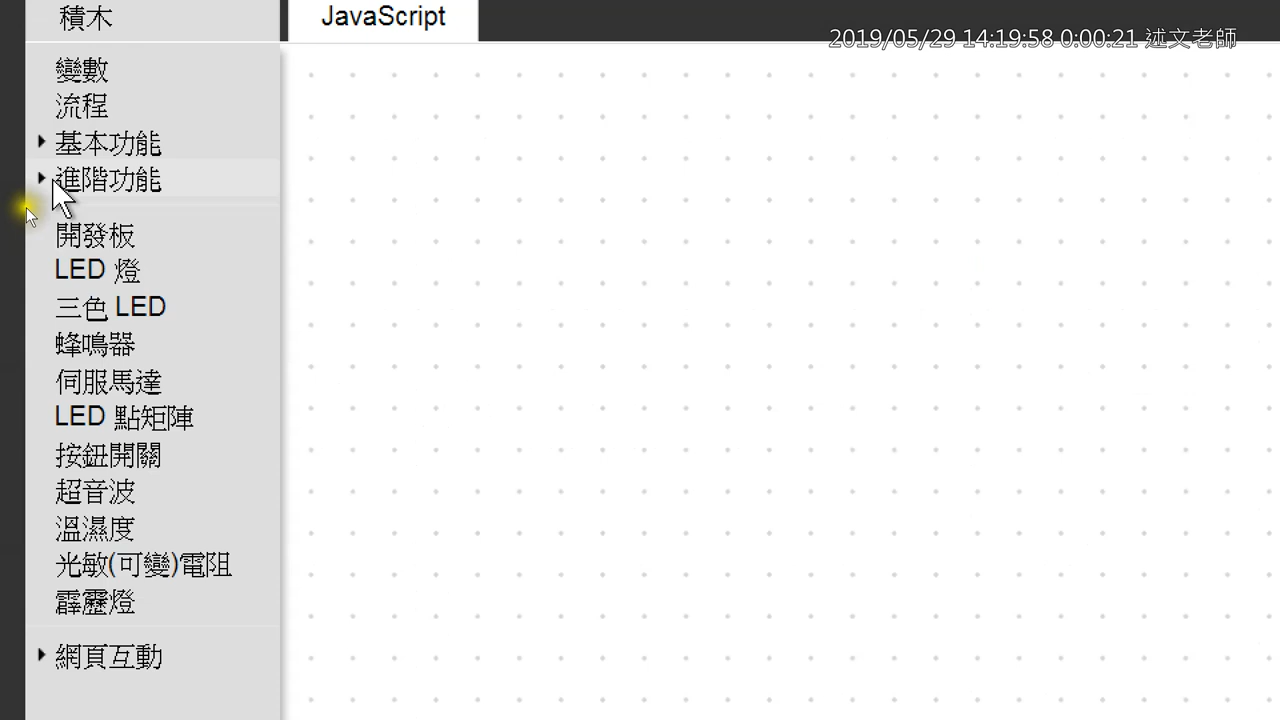 積木
JavaScript
2019/05/29 14:19:58 0:00:21 述文老師
變數
流程
基本功能
進階功能
開發板
LED 燈
三色 LED
蜂鳴器
伺服馬達
LED 點矩陣
按鈕開關
超音波
溫濕度
光敏(可變)電阻
霹靂燈
網頁互動